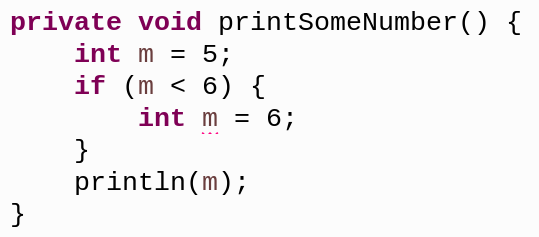 private void printSomeNumber() {
    int m = 5;
    if (m < 6) {
        int m = 6;
    }
    println(m);
}